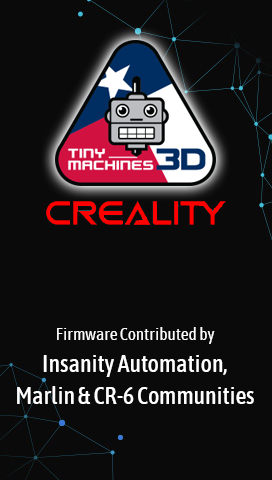 TINY
MACHINES 3D
CREALITY
Firmware Contributed by
Insanity Automation,
Marlin & CR-6 Communities